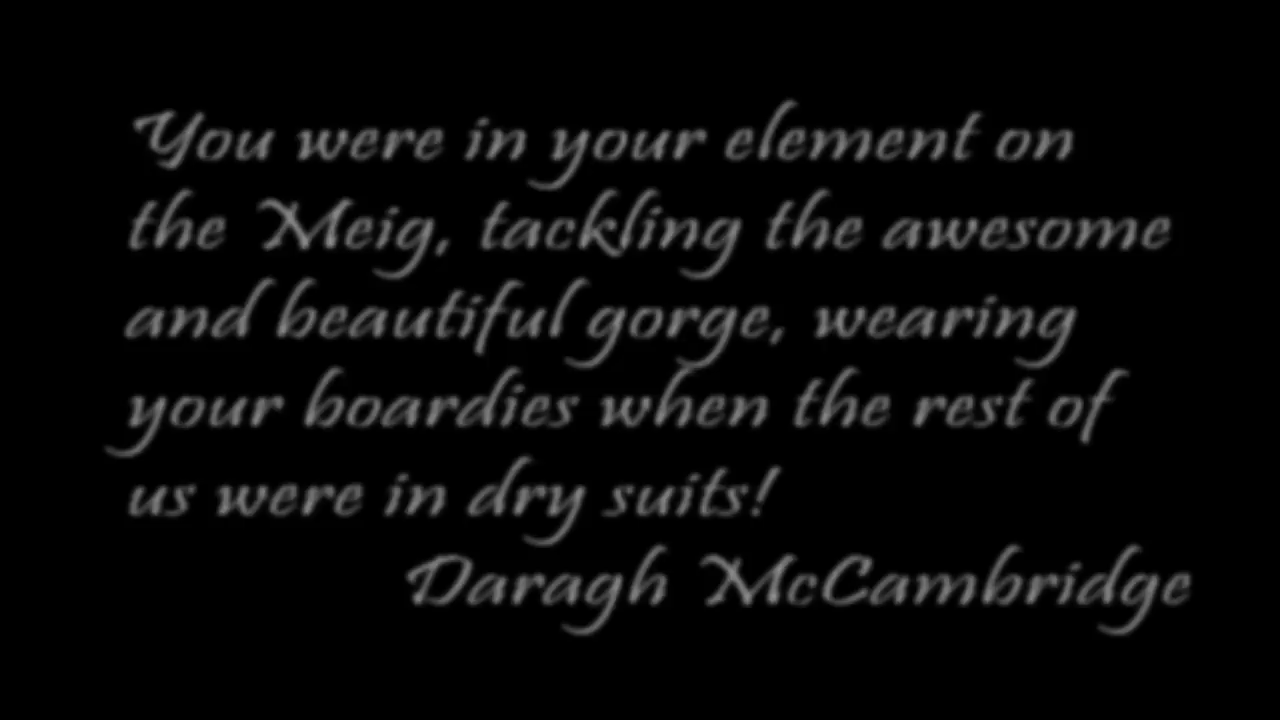 You were in your element on
the Meig, tackling the awesome
and beautiful gorge, wearing
your boardies when the rest of
us were in dry suits!
Daragh McCambridge